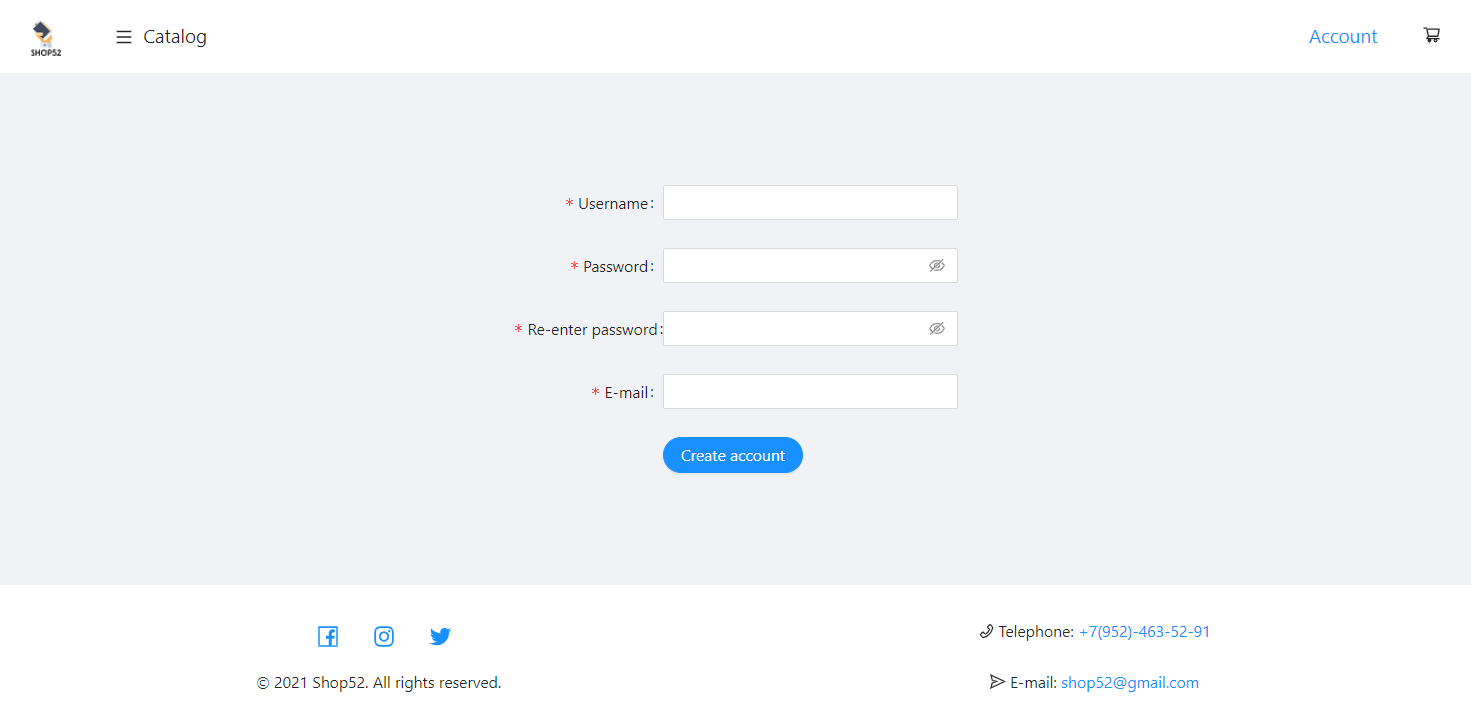 SHOP52
Catalog
Account
* Username:
* Password:
* Re-enter password:
* E-mail:
Create account
© 2021 Shop52. All rights reserved.
Telephone: +7(952)-463-52-91
E-mail: shop52@gmail.com